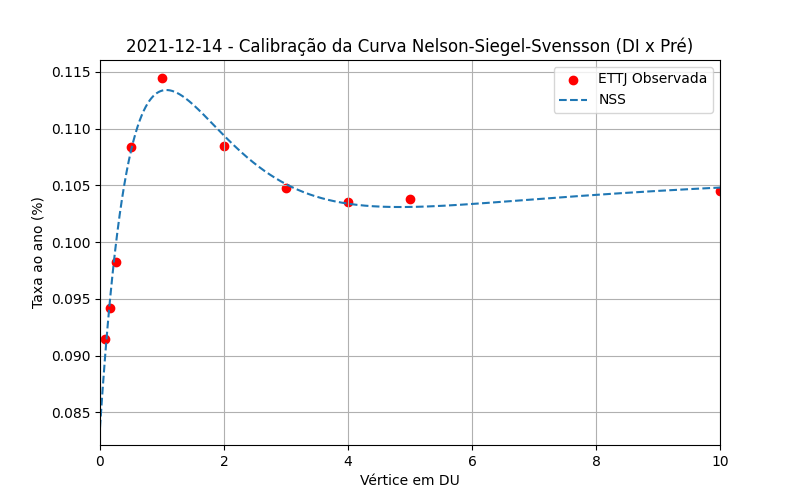 2021-12-14 - Calibração da Curva Nelson-Siegel-Svensson (DI x Pré)
ETTJ Observada
NSS
Taxa ao ano (%)
0.115
0.110
0.105
0.100
0.095
0.090
0.085
0 2 4 6 8 10
Vértice em DU